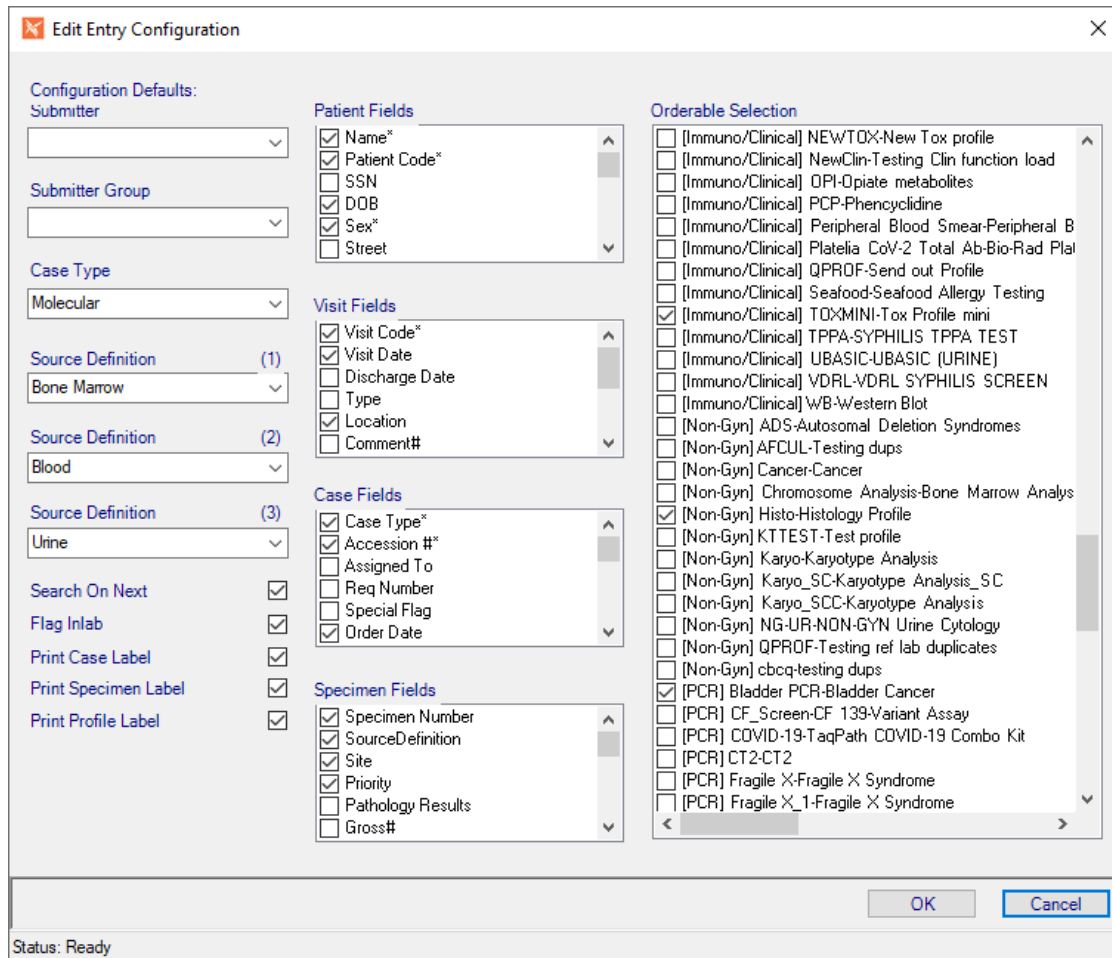 Edit Entry Configuration
Configuration Defaults:
Submitter
Submitter Group
Case Type
Molecular
Source Definition (1)
Bone Marrow
Source Definition (2)
Blood
Source Definition (3)
Urine
Search On Next
Flag Inlab
Print Case Label
Print Specimen Label
Print Profile Label
Patient Fields
Name*
Patient Code*
SSN
DOB
Sex*
Street
Visit Fields
Visit Code*
Visit Date
Discharge Date
Type
Location
Comment#
Case Fields
Case Type*
Accession #*
Assigned To
Req Number
Special Flag
Order Date
Specimen Fields
Specimen Number
SourceDefinition
Site
Priority
Pathology Results
Gross#
Orderable Selection
[Immuno/Clinical] NEWTOX-New Tox profile
[Immuno/Clinical] NewClin-Testing Clin function load
[Immuno/Clinical] OPI-Opiate metabolites
[Immuno/Clinical] PCP-Phencyclidine
[Immuno/Clinical] Peripheral Blood Smear-Peripheral B
[Immuno/Clinical] Platelia CoV-2 Total Ab-Bio-Rad Plat
[Immuno/Clinical] QPROF-Send out Profile
[Immuno/Clinical] Seafood-Seafood Allergy Testing
[Immuno/Clinical] TOXMINI-Tox Profile mini
[Immuno/Clinical] TPPA-SYPHILIS TPPA TEST
[Immuno/Clinical] UBASIC-UBASIC (URINE)
[Immuno/Clinical] VDRL-VDRL SYPHILIS SCREEN
[Immuno/Clinical] WB-Western Blot
[Non-Gyn] ADS-Autosomal Deletion Syndromes
[Non-Gyn] AFCUL-Testing dups
[Non-Gyn] Cancer-Cancer
[Non-Gyn] Chromosome Analysis-Bone Marrow Analys
[Non-Gyn] Histo-Histology Profile
[Non-Gyn] KTTEST-Test profile
[Non-Gyn] Karyo-Karyotype Analysis
[Non-Gyn] Karyo_SC-Karyotype Analysis_SC
[Non-Gyn] Karyo_SCC-Karyotype Analysis
[Non-Gyn] NG-UR-NON-GYN Urine Cytology
[Non-Gyn] QPROF-Testing ref lab duplicates
[Non-Gyn] cbcq-testing dups
[PCR] Bladder PCR-Bladder Cancer
[PCR] CF_Screen-CF 139-Variant Assay
[PCR] COVID-19-TaqPath COVID-19 Combo Kit
[PCR] CT2-CT2
[PCR] Fragile X-Fragile X Syndrome
[PCR] Fragile X_1-Fragile X Syndrome
OK
Cancel
Status: Ready